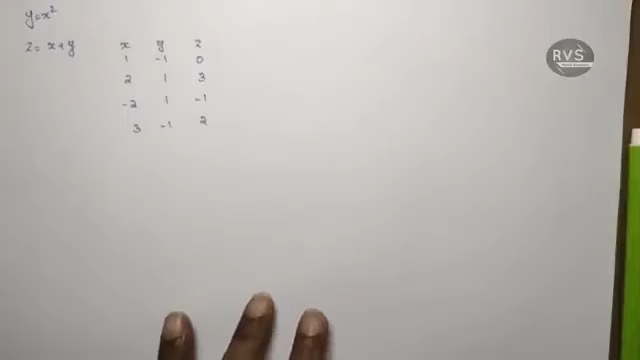 y=x²
z = x+y x y z
1 -1 0
2 1 3
-2 1 -1
3 -1 2
RVS